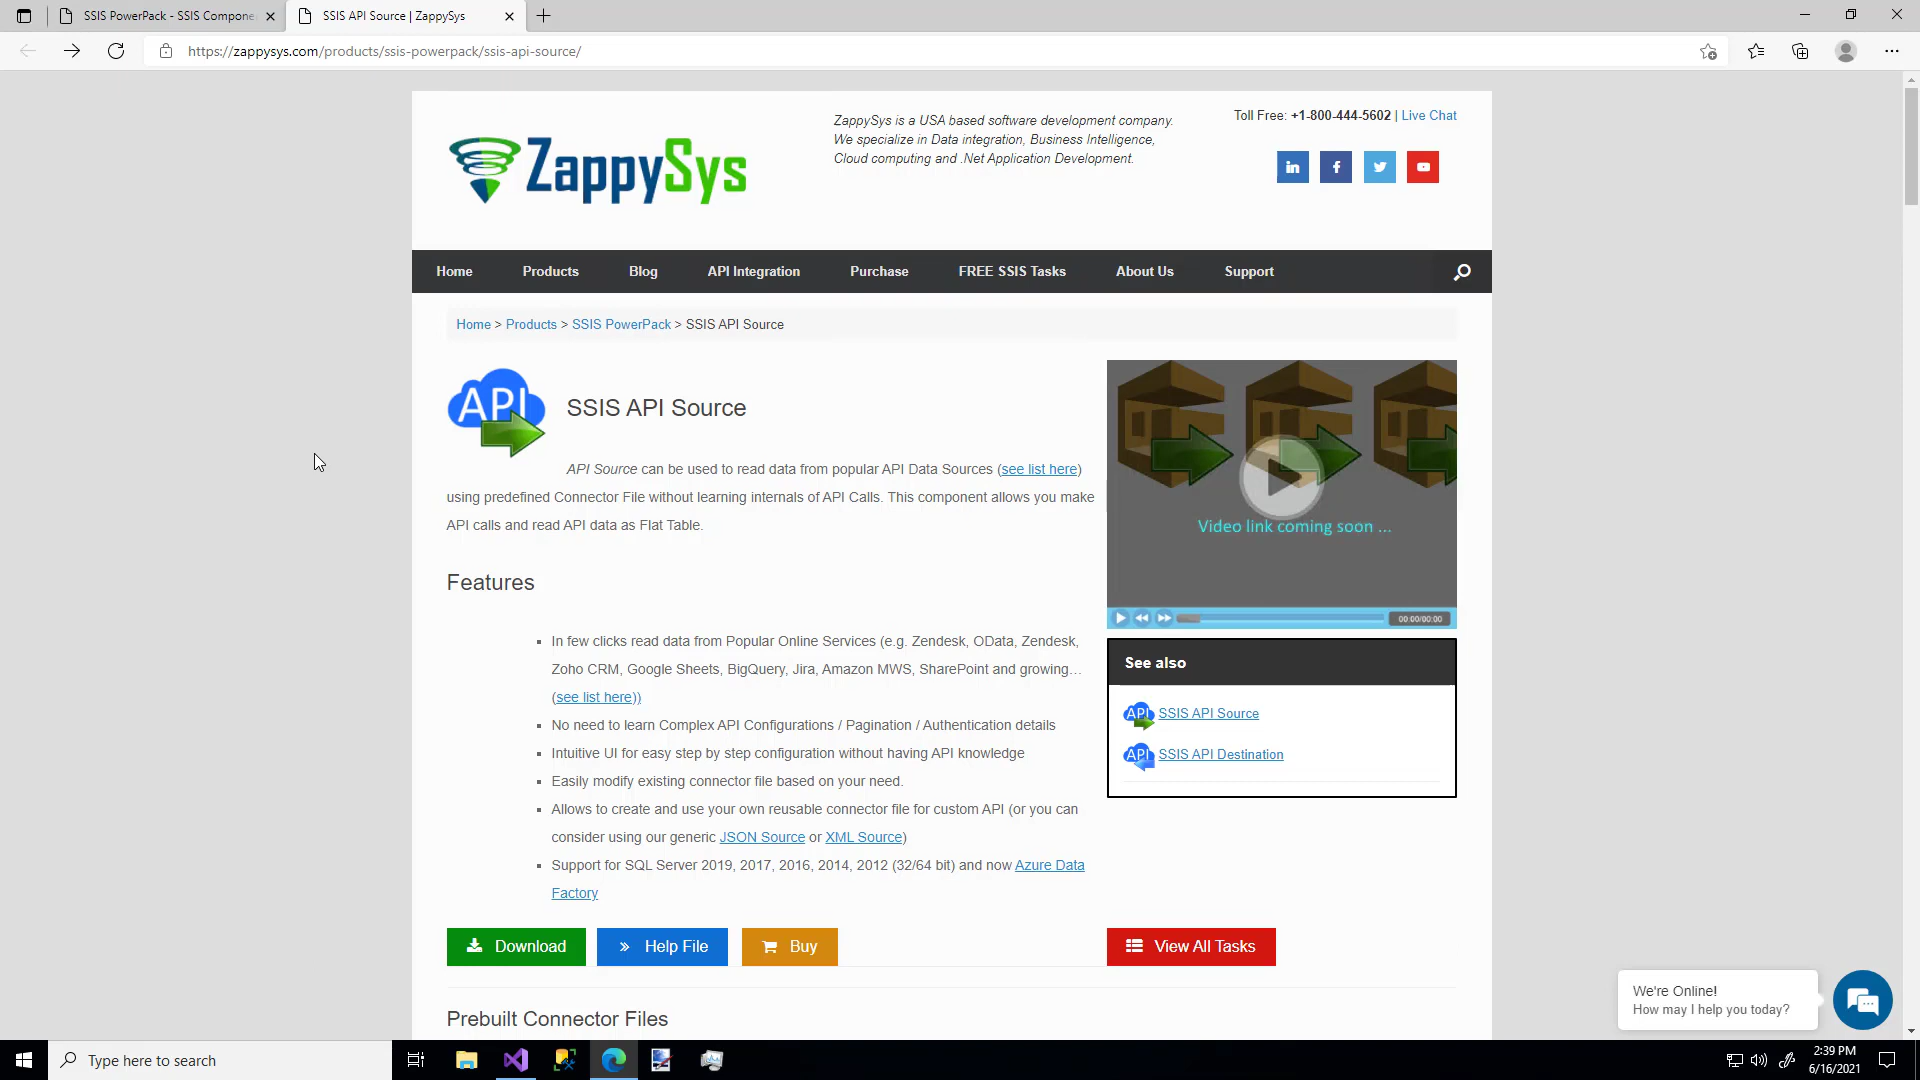 SSIS PowerPack - SSIS Compone
SSIS API Source | ZappySys
https://zappysys.com/products/ssis-powerpack/ssis-api-source/
ZappySys
ZappySys is a USA based software development company.
We specialize in Data integration, Business Intelligence,
Cloud computing and .Net Application Development.
Toll Free: +1-800-444-5602 | Live Chat
Home
Products
Blog
API Integration
Purchase
FREE SSIS Tasks
About Us
Support
Home > Products > SSIS PowerPack > SSIS API Source
API
SSIS API Source
API Source can be used to read data from popular API Data Sources (see list here)
using predefined Connector File without learning internals of API Calls. This component allows you make
API calls and read API data as Flat Table.
Video link coming soon ...
00:00/00:00
Features
▪ In few clicks read data from Popular Online Services (e.g. Zendesk, OData, Zendesk,
Zoho CRM, Google Sheets, BigQuery, Jira, Amazon MWS, SharePoint and growing…
(see list here))
▪ No need to learn Complex API Configurations / Pagination / Authentication details
▪ Intuitive UI for easy step by step configuration without having API knowledge
▪ Easily modify existing connector file based on your need.
▪ Allows to create and use your own reusable connector file for custom API (or you can
consider using our generic JSON Source or XML Source)
▪ Support for SQL Server 2019, 2017, 2016, 2014, 2012 (32/64 bit) and now Azure Data
Factory
See also
API SSIS API Source
API SSIS API Destination
Download
Help File
Buy
View All Tasks
Prebuilt Connector Files
We're Online!
How may I help you today?
Type here to search
2:39 PM
6/16/2021